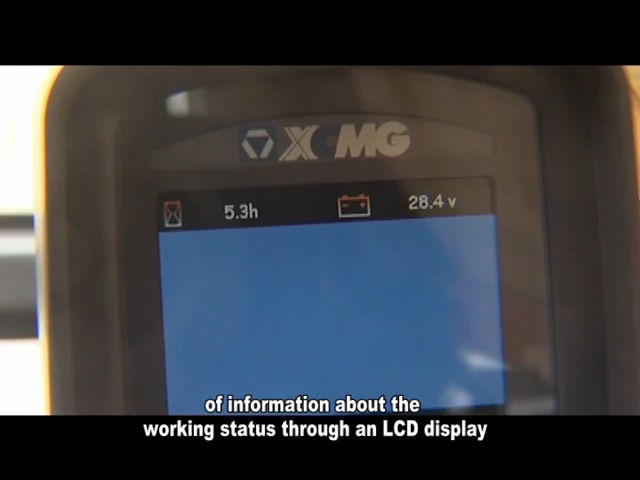 XCMG
5.3h 28.4 v
of information about the
working status through an LCD display